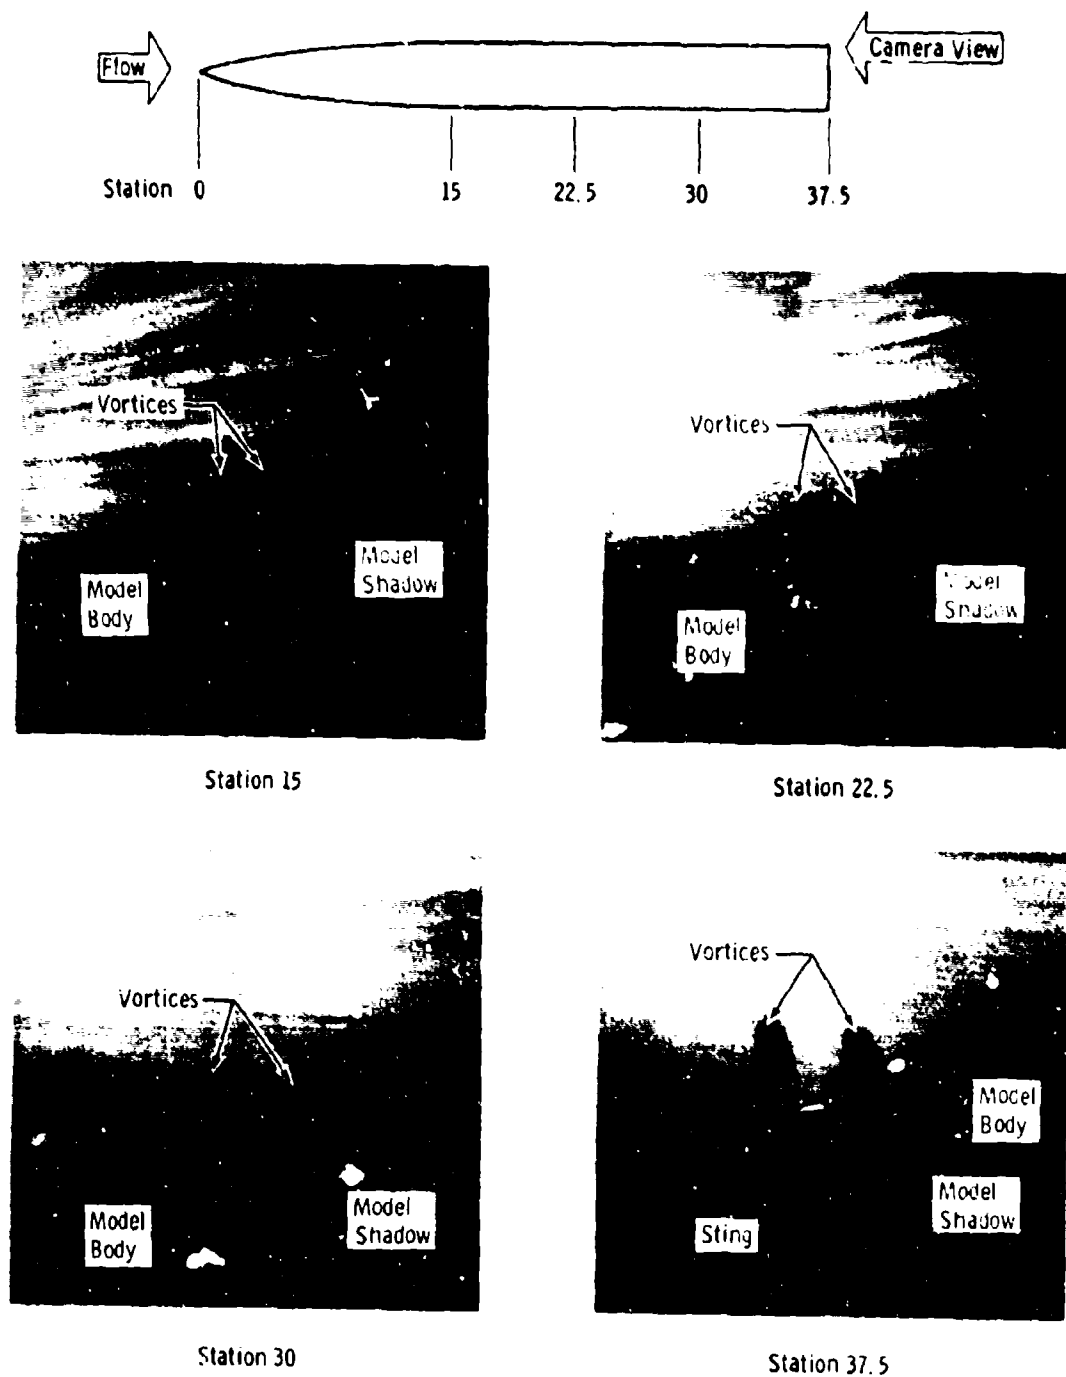 Flow
Camera View
Station 0 15 22.5 30 37.5
Vortices
Model
Shadow
Model
Body
Station 15
Vortices
Model
Shadow
Model
Body
Station 22.5
Vortices
Model
Shadow
Model
Body
Station 30
Vortices
Model
Body
Model
Shadow
Sting
Station 37.5